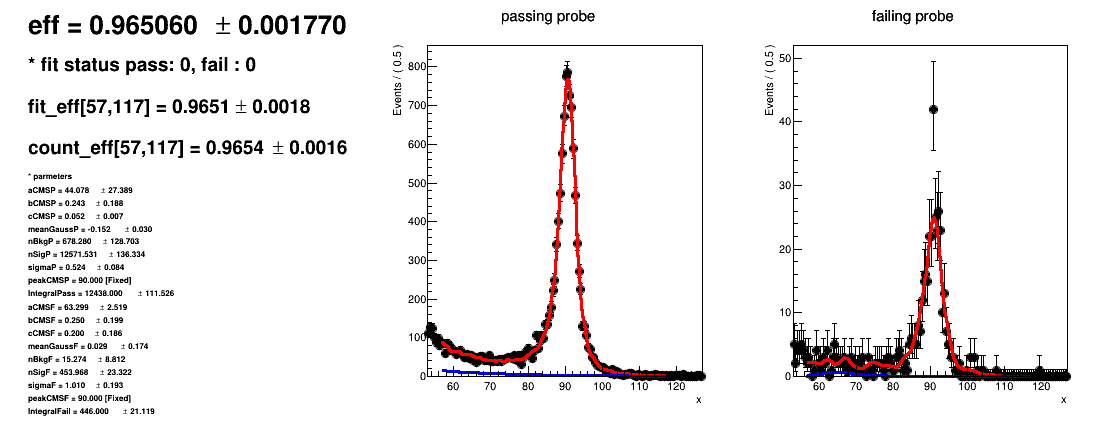 eff = 0.965060 ± 0.001770
* fit status pass: 0, fail : 0
fit_eff[57,117] = 0.9651 ± 0.0018
count_eff[57,117] = 0.9654 ± 0.0016
* parmeters
aCMSP = 44.078 ± 27.389
bCMSP = 0.243 ± 0.188
cCMSP = 0.052 ± 0.007
meanGaussP = -0.152 ± 0.030
nBkgP = 678.280 ± 128.703
nSigP = 12571.531 ± 136.334
sigmaP = 0.524 ± 0.084
peakCMSP = 90.000 [Fixed]
IntegralPass = 12438.000 ± 111.526
aCMSF = 63.299 ± 2.519
bCMSF = 0.250 ± 0.199
cCMSF = 0.200 ± 0.186
meanGaussF = 0.029 ± 0.174
nBkgF = 15.274 ± 8.812
nSigF = 453.968 ± 23.322
sigmaF = 1.010 ± 0.193
peakCMSF = 90.000 [Fixed]
IntegralFail = 446.000 ± 21.119
passing probe
Events / ( 0.5 )
800
700
600
500
400
300
200
100
0
60 70 80 90 100 110 120
x
failing probe
Events / ( 0.5 )
50
40
30
20
10
0
60 70 80 90 100 110 120
x